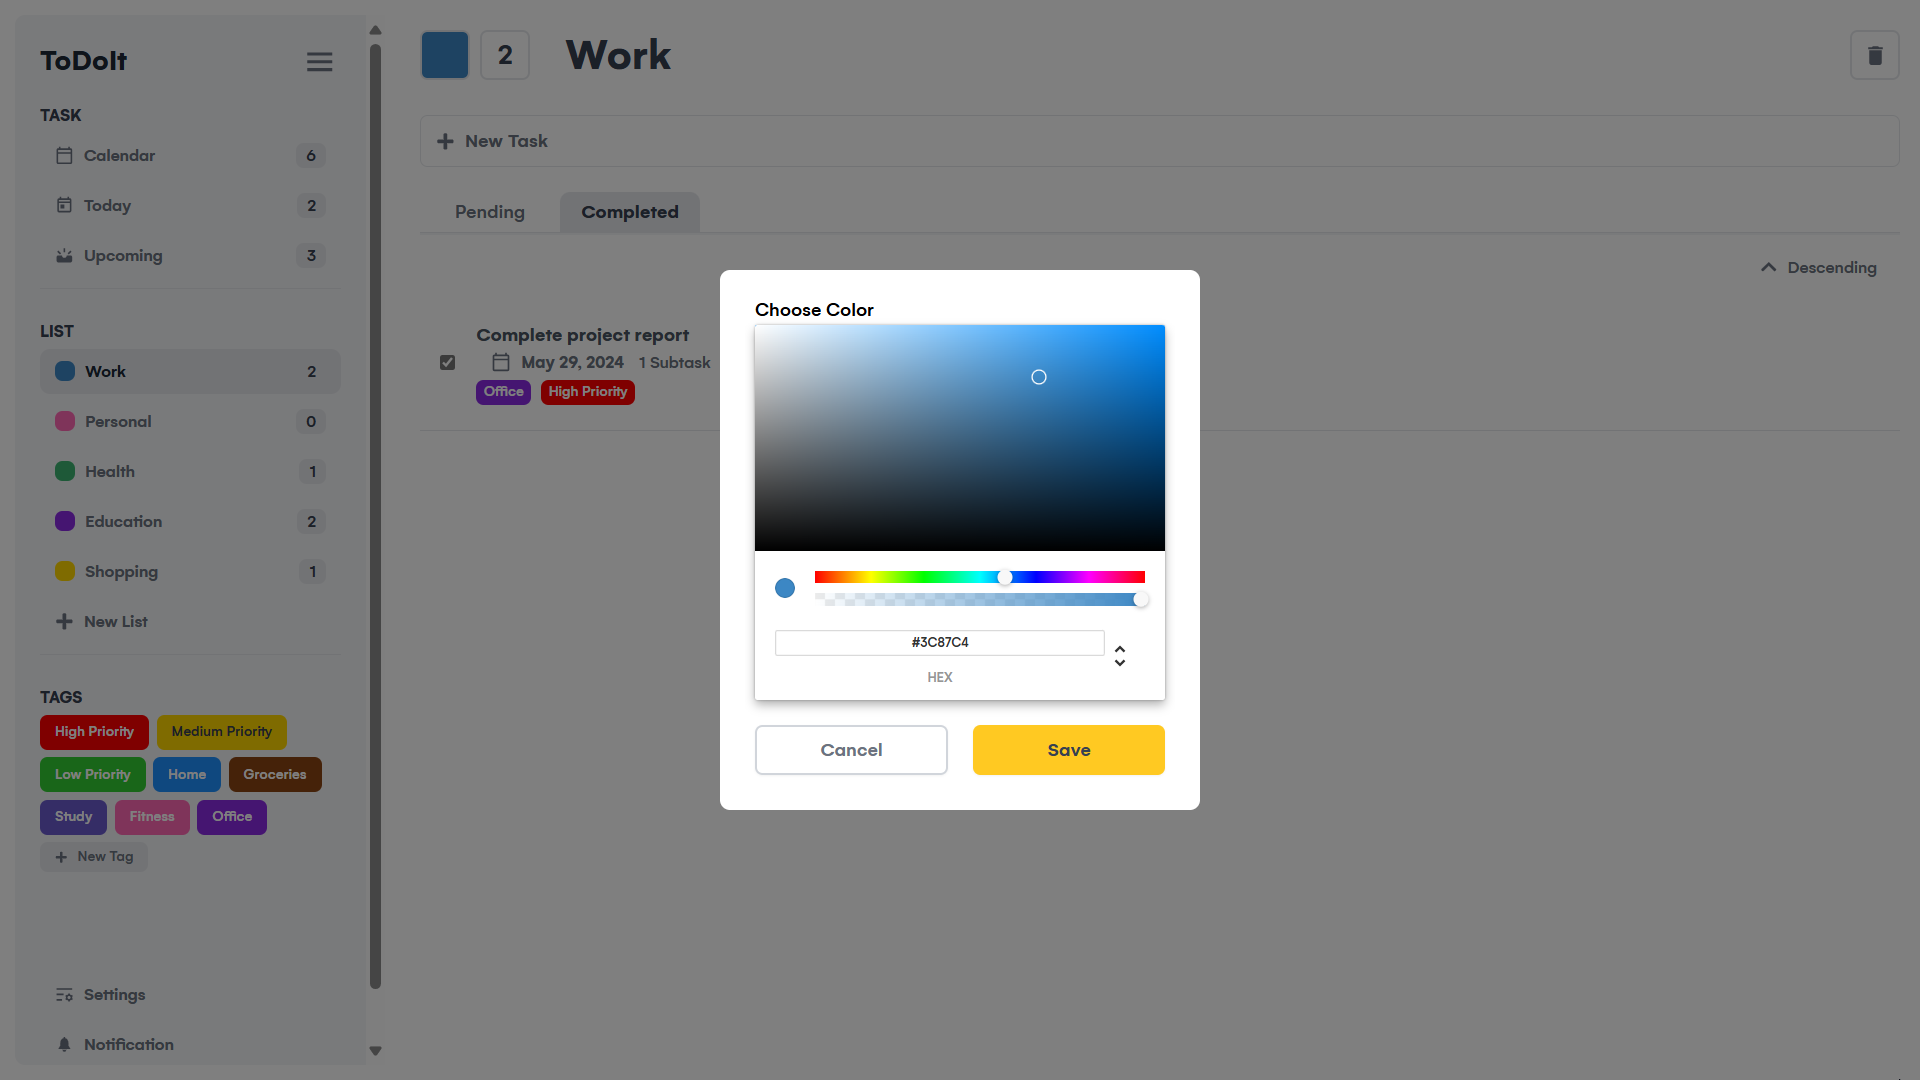 ToDoIt
TASK
Calendar 6
Today 2
Upcoming 3
LIST
Work 2
Personal 0
Health 1
Education 2
Shopping 1
New List
TAGS
High Priority Medium Priority
Low Priority Home Groceries
Study Fitness Office
New Tag
Settings
Notification
2 Work
New Task
Pending Completed
Descending
Complete project report
May 29, 2024 1 Subtask
Office High Priority
Choose Color
#3C87C4
HEX
Cancel Save